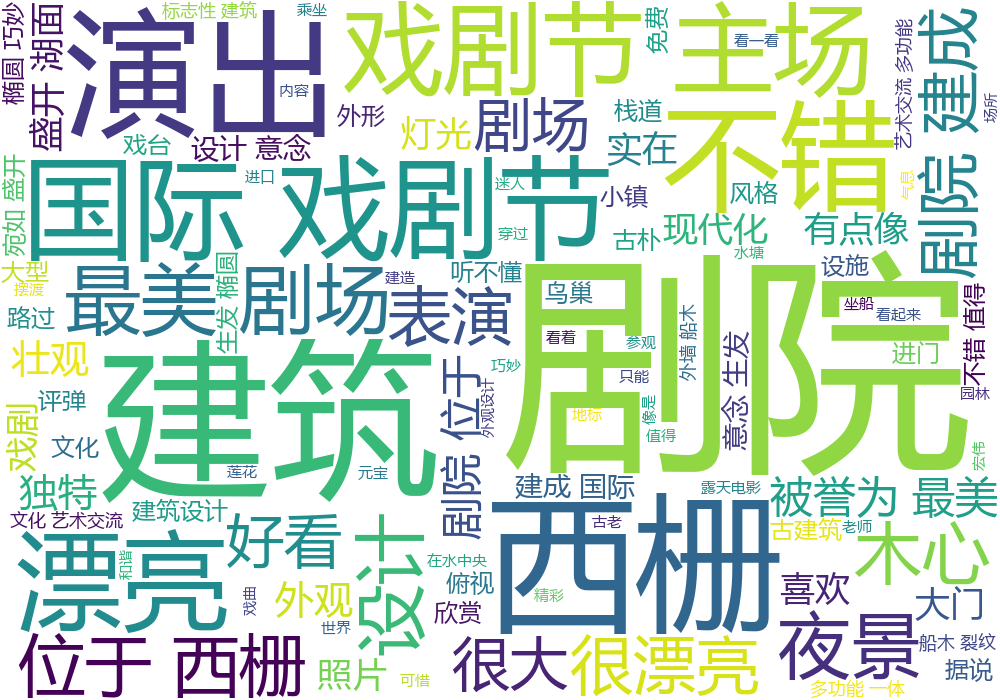 标志性 建筑
乘坐
椭圆 巧妙
盛开 湖面
演出
戏剧节
免费
主场
看一看
艺术交流 多功能
建成
场所
内容
外形
灯光
剧场
栈道
不错
戏台
设计 意念
实在
宛如 盛开
国际 戏剧节
进口
迷人
小镇
风格
气息
剧院
穿过
古朴
现代化
有点像
水塘
大型
摆渡
最美 剧场
生发 椭圆
建造
听不懂
鸟巢
设施
路过
表演
剧院
坐船
看起来
不错 值得
壮观
建筑
看着
参观
外墙 船木
意念 生发
进门
巧妙
只能
园林
评弹
剧院 位于
外观设计
地标
像是
值得
戏剧
文化
宏伟
莲花
元宝
独特
建成 国际
露天电影
被誉为 最美
文化 艺术交流
建筑设计
好看
设计
西栅
古老
古建筑
老师
木心
漂亮
和谐
在水中央
俯视
外观
戏曲
精彩
欣赏
喜欢
大门
世界
夜景
船木 裂纹
位于 西栅
照片
可惜
很大
很漂亮
据说
多功能 一体